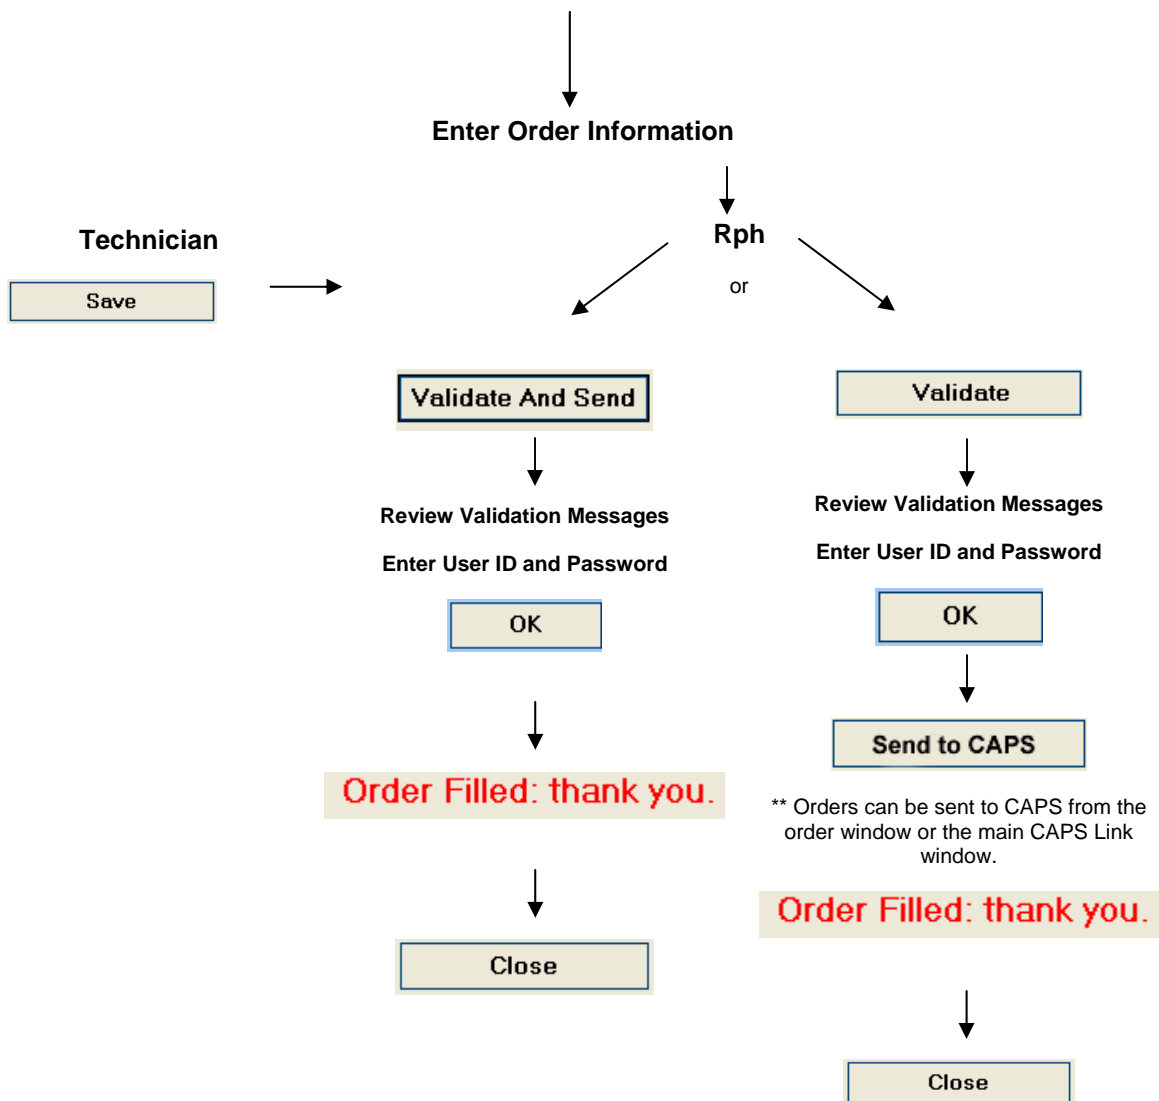 Enter Order Information
Technician
Save
Rph
or
Validate And Send
Review Validation Messages
Enter User ID and Password
OK
Order Filled: thank you.
Close
Validate
Review Validation Messages
Enter User ID and Password
OK
Send to CAPS
** Orders can be sent to CAPS from the
order window or the main CAPS Link
window.
Order Filled: thank you.
Close